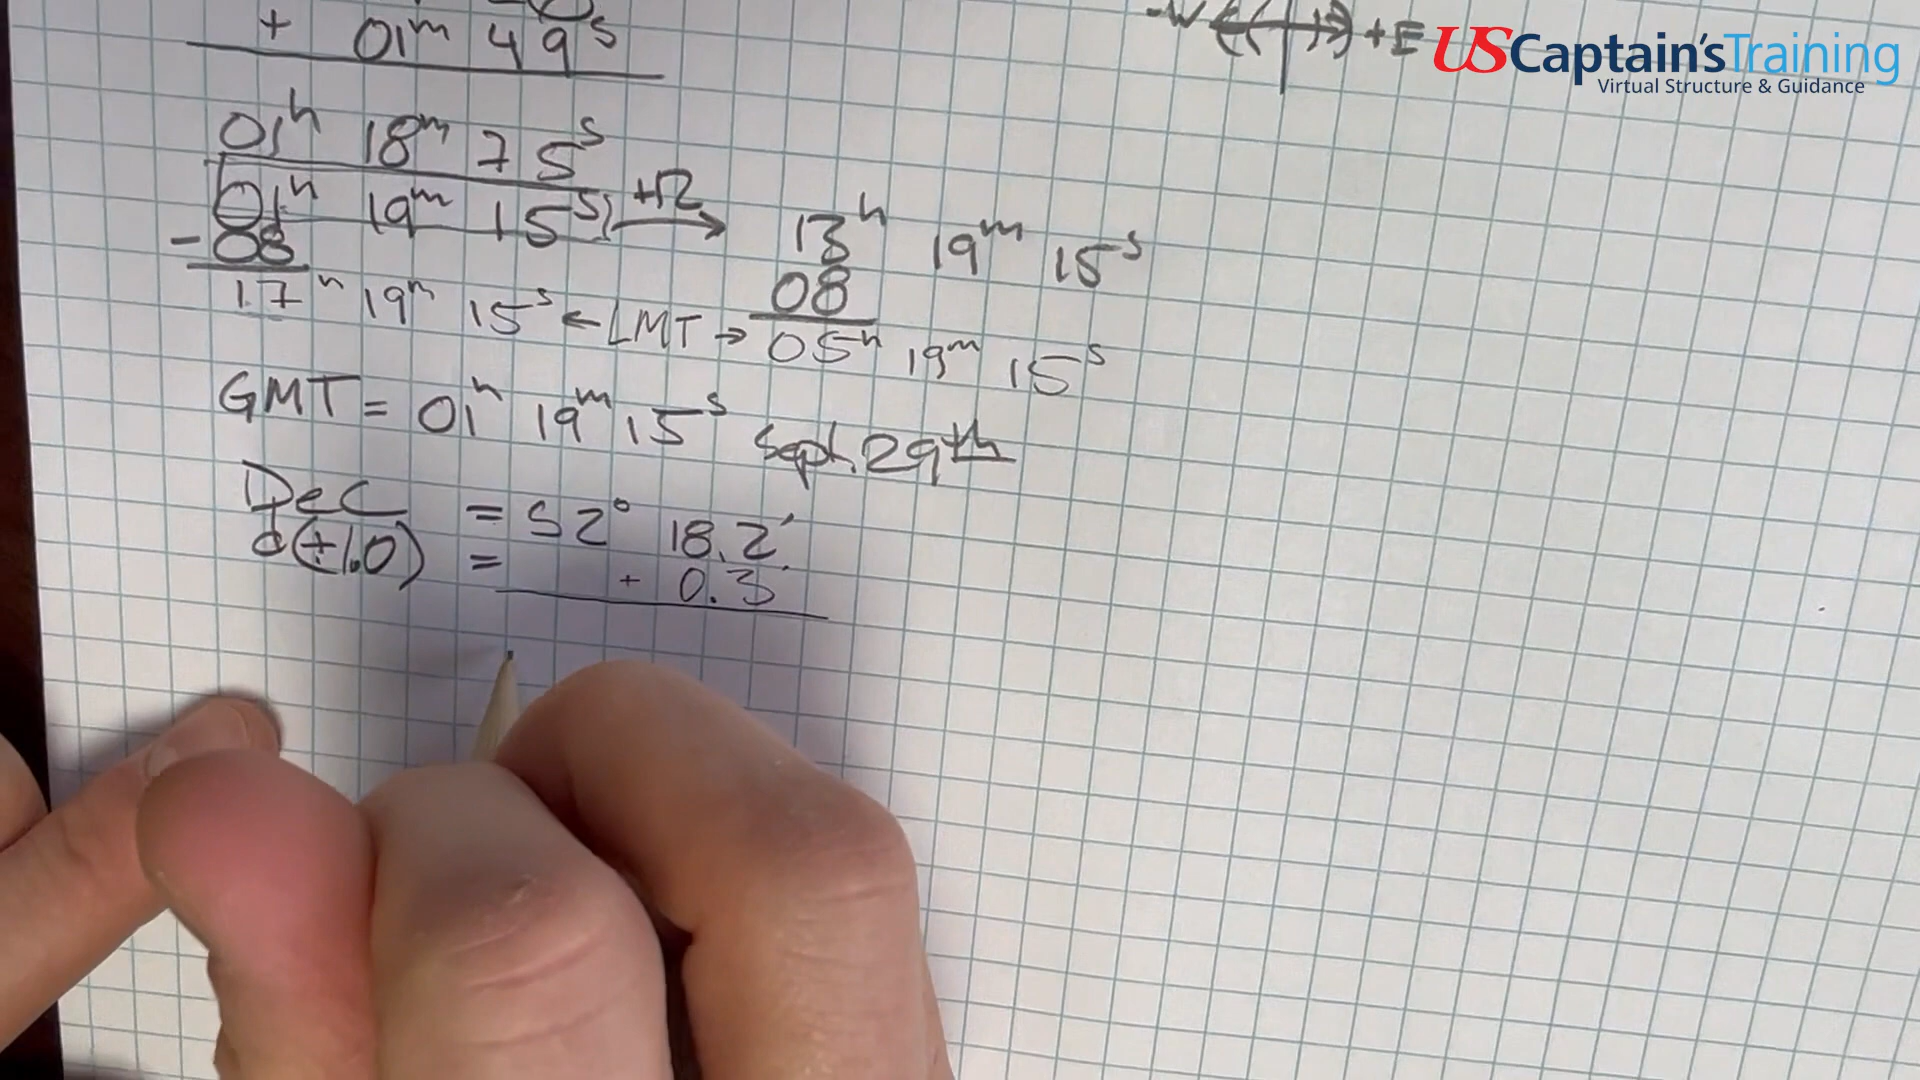 + 01m 49s
-W +E
USCaptain'sTraining
Virtual Structure & Guidance
01h 18m 75s
01h 19m 15s +12 → 13h 19m 15s
-08 08
17h 19m 15s ← LMT → 05h 19m 15s
GMT = 01h 19m 15s Sept. 29th
Dec = S2° 18.2'
d(+1.0) = + 0.3